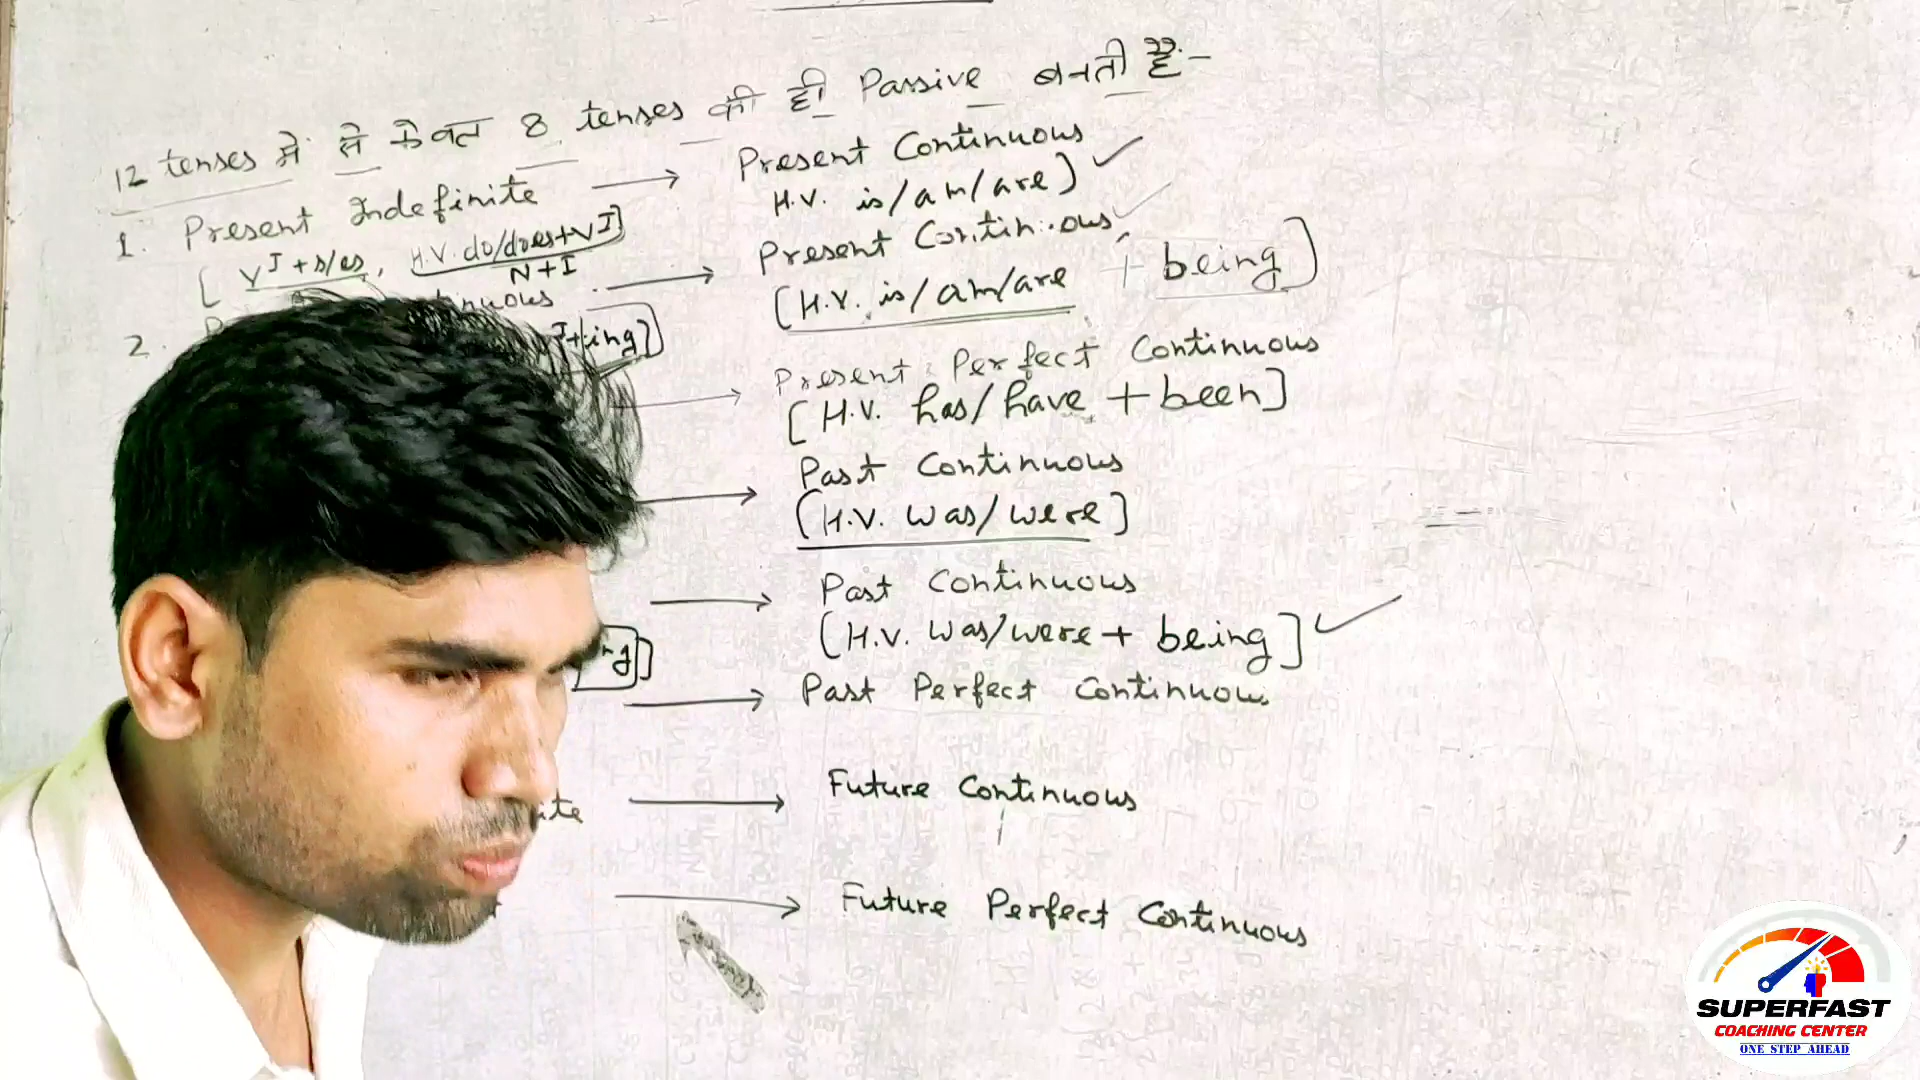 12 tenses में से केवल 8 tenses की ही Passive बनती हैं:-
1. Present Indefinite → Present Continuous
H.V. is/am/are] ✓
[V^I + s/es, H.V. do/does+V^I]
N+I
2. → Present Continuous ✓
[H.V. is/am/are + being]
+ing]
→ Present Perfect Continuous
[H.V. has/have + been]
→ Past Continuous
[H.V. was/were]
→ Past Continuous
[H.V. was/were + being] ✓
→ Past Perfect Continuous
→ Future Continuous
→ Future Perfect Continuous
SUPERFAST
COACHING CENTER
ONE STEP AHEAD